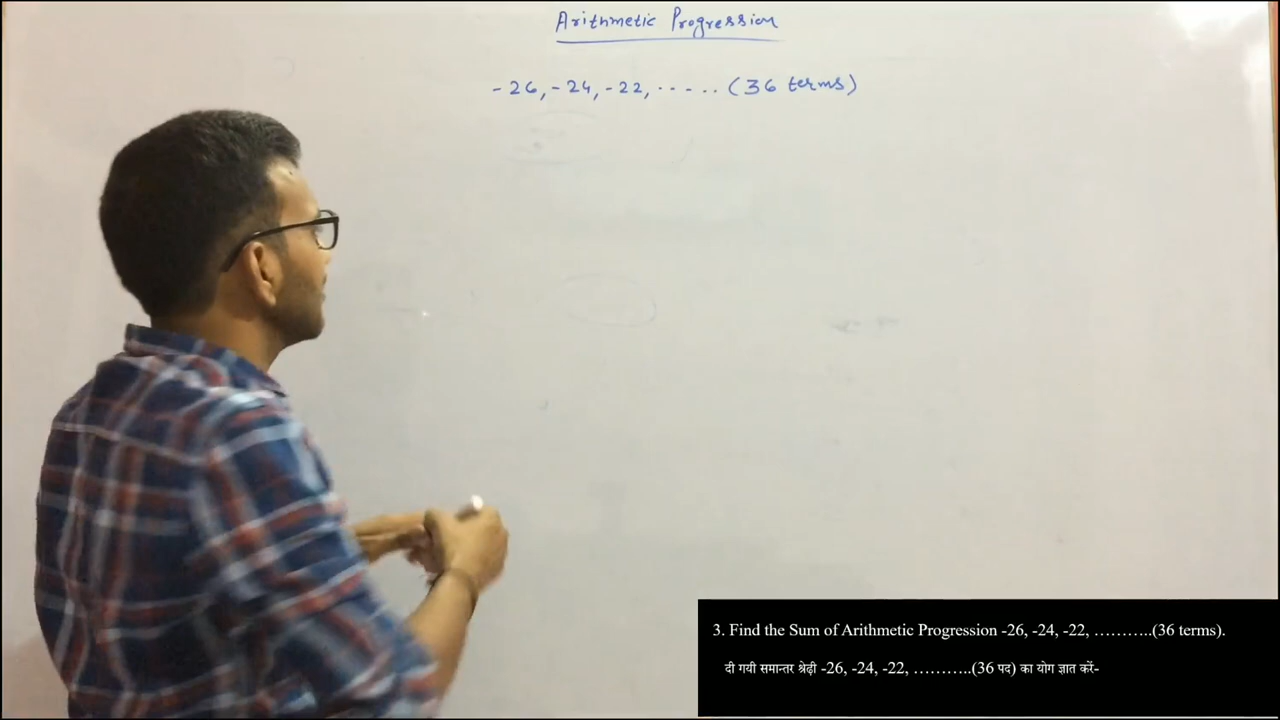 Arithmetic Progression
-26, -24, -22, ...... (36 terms)
3. Find the Sum of Arithmetic Progression -26, -24, -22, ………..(36 terms).
दी गयी समान्तर श्रेढ़ी -26, -24, -22, ………..(36 पद) का योग ज्ञात करें-